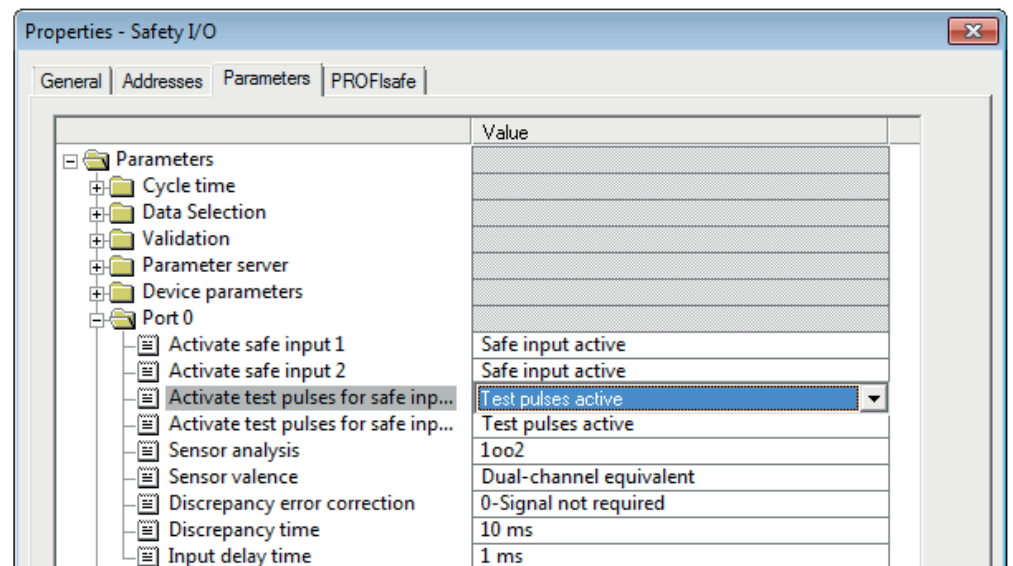 Properties - Safety I/O
General Addresses Parameters PROFIsafe
Value
Parameters
Cycle time
Data Selection
Validation
Parameter server
Device parameters
Port 0
Activate safe input 1 Safe input active
Activate safe input 2 Safe input active
Activate test pulses for safe inp... Test pulses active
Activate test pulses for safe inp... Test pulses active
Sensor analysis 1oo2
Sensor valence Dual-channel equivalent
Discrepancy error correction 0-Signal not required
Discrepancy time 10 ms
Input delay time 1 ms